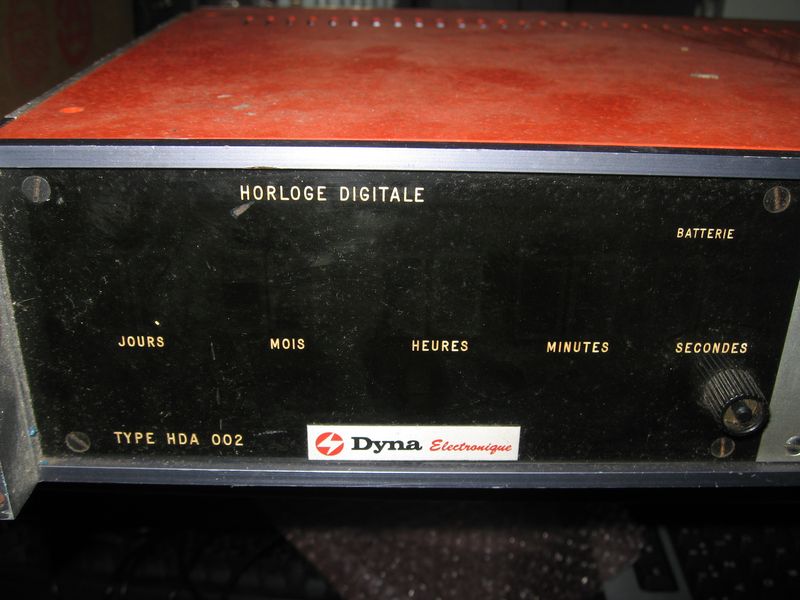 HORLOGE DIGITALE
BATTERIE
JOURS MOIS HEURES MINUTES SECONDES
TYPE HDA 002
Dyna Electronique